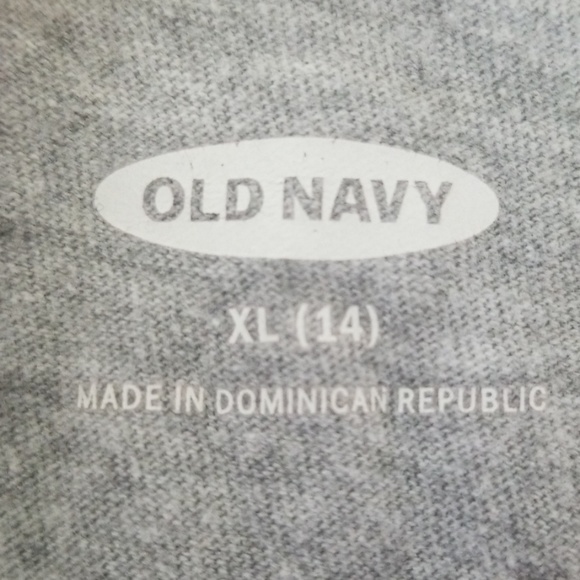 OLD NAVY
XL (14)
MADE IN DOMINICAN REPUBLIC